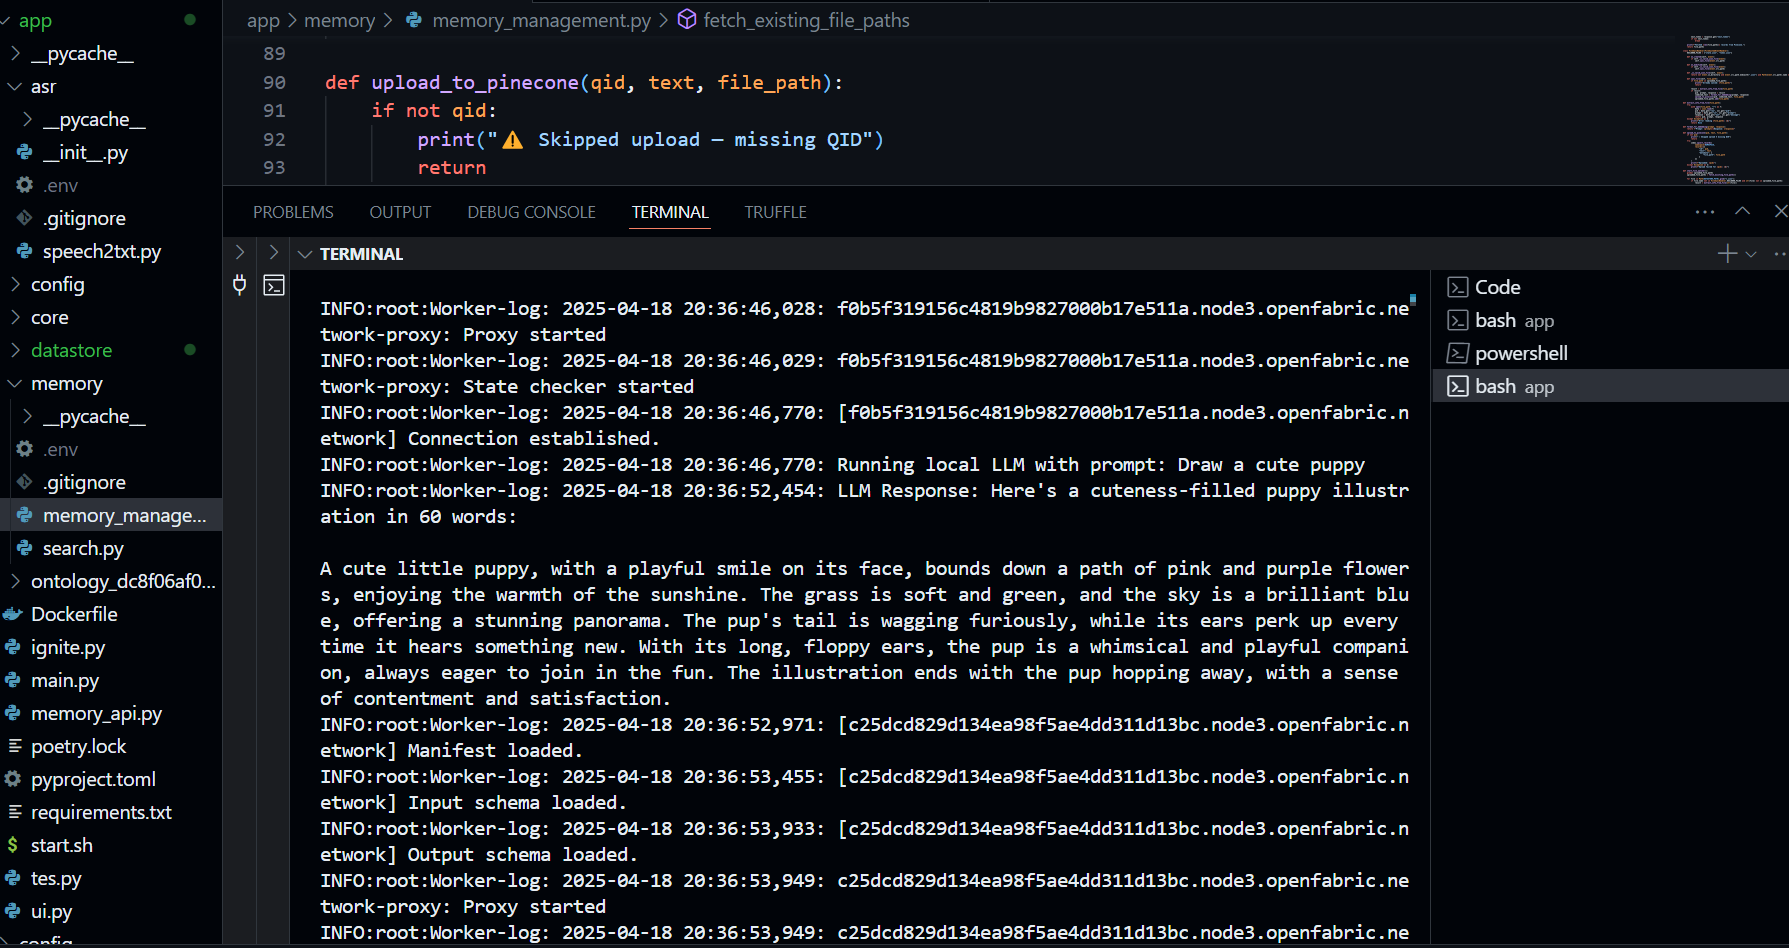 app
__pycache__
asr
__pycache__
__init__.py
.env
.gitignore
speech2txt.py
config
core
datastore
memory
__pycache__
.env
.gitignore
memory_manage...
search.py
ontology_dc8f06af0...
Dockerfile
ignite.py
main.py
memory_api.py
poetry.lock
pyproject.toml
requirements.txt
start.sh
tes.py
ui.py
config
app > memory > memory_management.py > fetch_existing_file_paths
89
90 def upload_to_pinecone(qid, text, file_path):
91 if not qid:
92 print("⚠️ Skipped upload — missing QID")
93 return
PROBLEMS OUTPUT DEBUG CONSOLE TERMINAL TRUFFLE
TERMINAL
INFO:root:Worker-log: 2025-04-18 20:36:46,028: f0b5f319156c4819b9827000b17e511a.node3.openfabric.ne
twork-proxy: Proxy started
INFO:root:Worker-log: 2025-04-18 20:36:46,029: f0b5f319156c4819b9827000b17e511a.node3.openfabric.ne
twork-proxy: State checker started
INFO:root:Worker-log: 2025-04-18 20:36:46,770: [f0b5f319156c4819b9827000b17e511a.node3.openfabric.n
etwork] Connection established.
INFO:root:Worker-log: 2025-04-18 20:36:46,770: Running local LLM with prompt: Draw a cute puppy
INFO:root:Worker-log: 2025-04-18 20:36:52,454: LLM Response: Here's a cuteness-filled puppy illustr
ation in 60 words:
A cute little puppy, with a playful smile on its face, bounds down a path of pink and purple flower
s, enjoying the warmth of the sunshine. The grass is soft and green, and the sky is a brilliant blu
e, offering a stunning panorama. The pup's tail is wagging furiously, while its ears perk up every
time it hears something new. With its long, floppy ears, the pup is a whimsical and playful compani
on, always eager to join in the fun. The illustration ends with the pup hopping away, with a sense
of contentment and satisfaction.
INFO:root:Worker-log: 2025-04-18 20:36:52,971: [c25dcd829d134ea98f5ae4dd311d13bc.node3.openfabric.n
etwork] Manifest loaded.
INFO:root:Worker-log: 2025-04-18 20:36:53,455: [c25dcd829d134ea98f5ae4dd311d13bc.node3.openfabric.n
etwork] Input schema loaded.
INFO:root:Worker-log: 2025-04-18 20:36:53,933: [c25dcd829d134ea98f5ae4dd311d13bc.node3.openfabric.n
etwork] Output schema loaded.
INFO:root:Worker-log: 2025-04-18 20:36:53,949: c25dcd829d134ea98f5ae4dd311d13bc.node3.openfabric.ne
twork-proxy: Proxy started
INFO:root:Worker-log: 2025-04-18 20:36:53,949: c25dcd829d134ea98f5ae4dd311d13bc.node3.openfabric.ne
Code
bash app
powershell
bash app